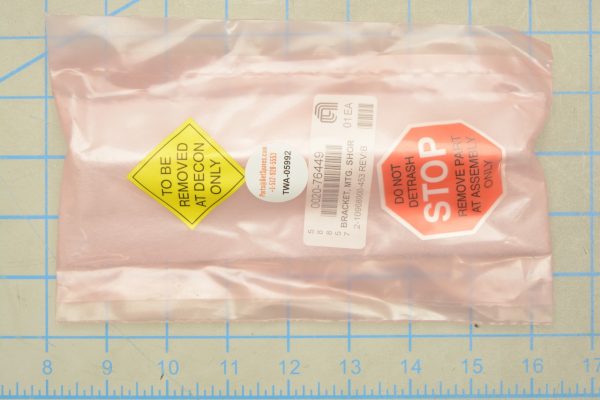 TO BE
REMOVED
AT DECON
ONLY
TWA-05992
01 EA
0020-76449
BRACKET, MTG, SHOR
DO NOT
DETRASH
STOP
REMOVE PART
AT ASSEMBLY
ONLY
8 9 10 11 12 13 14 15 16 17